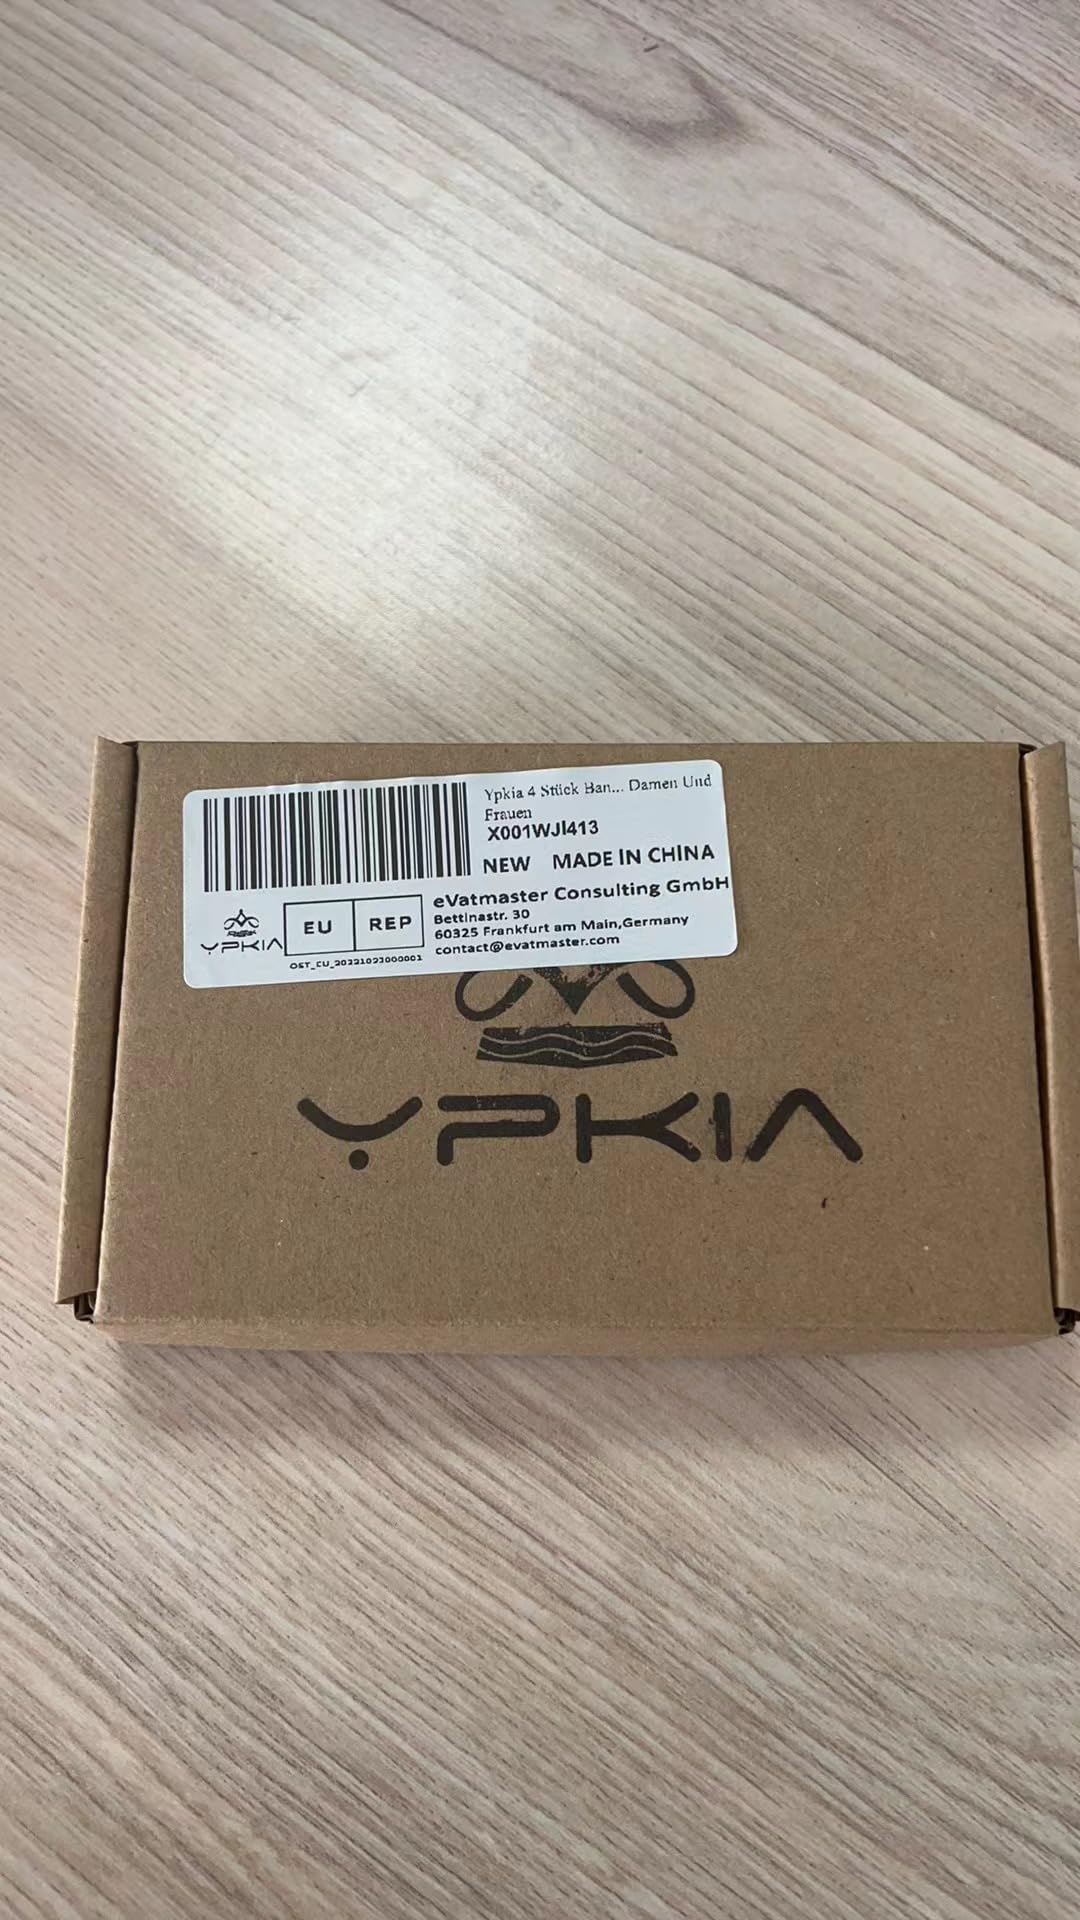 Ypkia 4 Stück Ban... Damen Und
Frauen
X001WJI413
NEW MADE IN CHINA
eVatmaster Consulting GmbH
Bettinastr. 30
60325 Frankfurt am Main,Germany
contact@evatmaster.com
YPKIA
EU REP
OST_EU_20221023000001
YPKIA